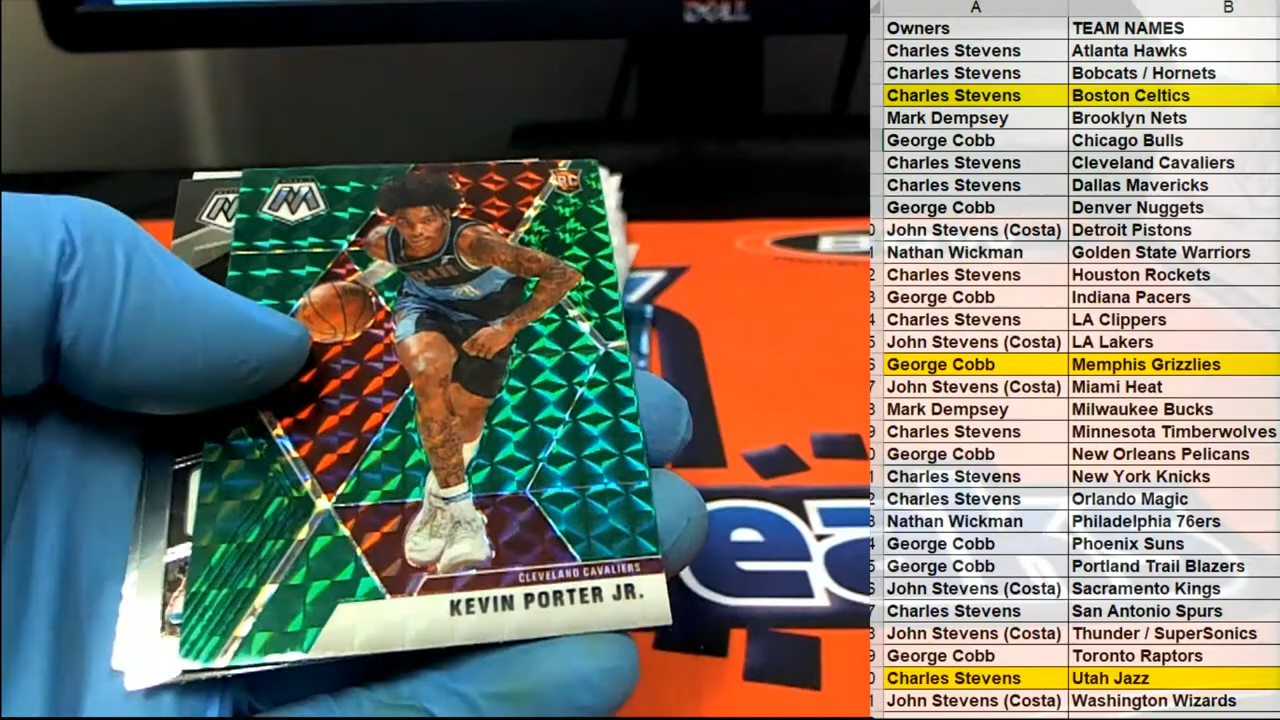 DELL
M
RC
CLEVELAND CAVALIERS
KEVIN PORTER JR.
A B
Owners TEAM NAMES
Charles Stevens Atlanta Hawks
Charles Stevens Bobcats / Hornets
Charles Stevens Boston Celtics
Mark Dempsey Brooklyn Nets
George Cobb Chicago Bulls
Charles Stevens Cleveland Cavaliers
Charles Stevens Dallas Mavericks
George Cobb Denver Nuggets
John Stevens (Costa) Detroit Pistons
Nathan Wickman Golden State Warriors
Charles Stevens Houston Rockets
George Cobb Indiana Pacers
Charles Stevens LA Clippers
John Stevens (Costa) LA Lakers
George Cobb Memphis Grizzlies
John Stevens (Costa) Miami Heat
Mark Dempsey Milwaukee Bucks
Charles Stevens Minnesota Timberwolves
George Cobb New Orleans Pelicans
Charles Stevens New York Knicks
Charles Stevens Orlando Magic
Nathan Wickman Philadelphia 76ers
George Cobb Phoenix Suns
George Cobb Portland Trail Blazers
John Stevens (Costa) Sacramento Kings
Charles Stevens San Antonio Spurs
John Stevens (Costa) Thunder / SuperSonics
George Cobb Toronto Raptors
Charles Stevens Utah Jazz
John Stevens (Costa) Washington Wizards